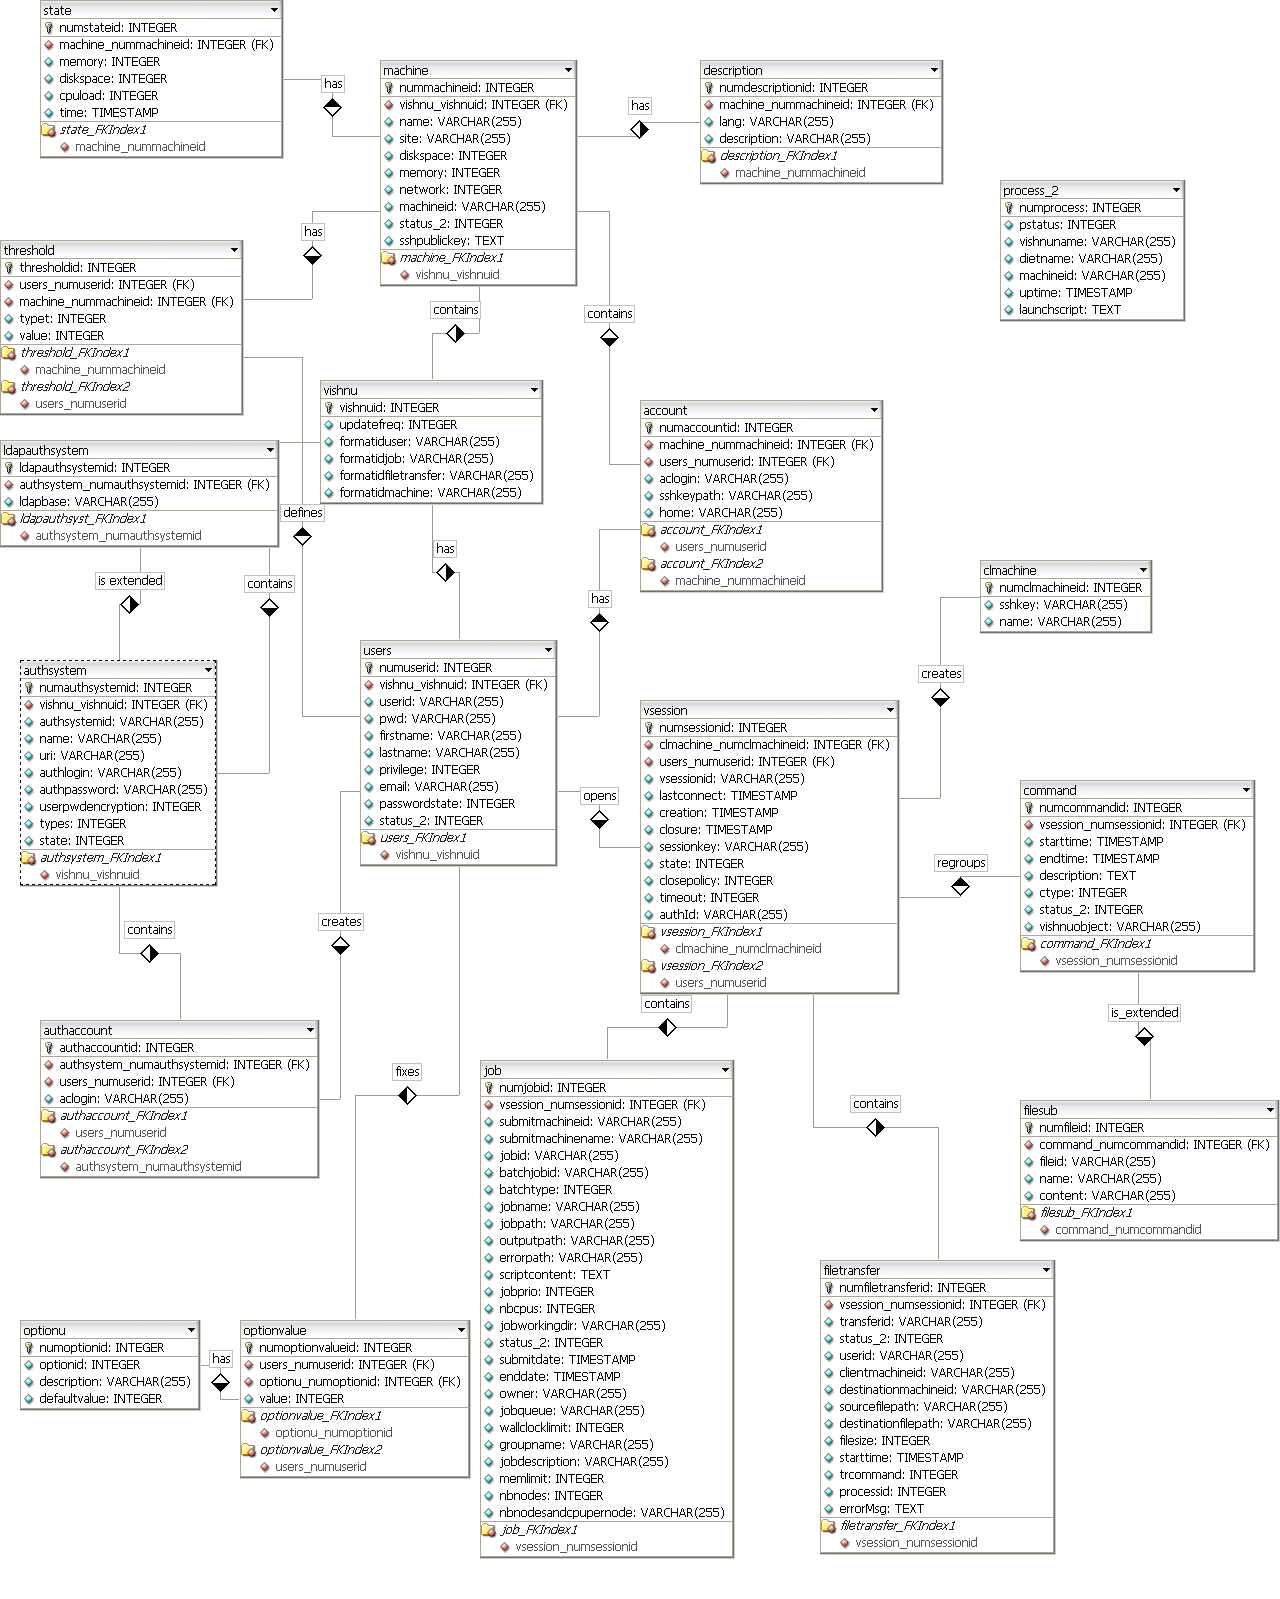 state
numstateid: INTEGER
machine_nummachineid: INTEGER (FK)
memory: INTEGER
diskspace: INTEGER
cpuload: INTEGER
time: TIMESTAMP
state_FKIndex1
machine_nummachineid
has
machine
nummachineid: INTEGER
vishnu_vishnuid: INTEGER (FK)
name: VARCHAR(255)
site: VARCHAR(255)
diskspace: INTEGER
memory: INTEGER
network: INTEGER
machineid: VARCHAR(255)
status_2: INTEGER
sshpublickey: TEXT
machine_FKIndex1
vishnu_vishnuid
has
description
numdescriptionid: INTEGER
machine_nummachineid: INTEGER (FK)
lang: VARCHAR(255)
description: VARCHAR(255)
description_FKIndex1
machine_nummachineid
process_2
numprocess: INTEGER
pstatus: INTEGER
vishnuname: VARCHAR(255)
dietname: VARCHAR(255)
machineid: VARCHAR(255)
uptime: TIMESTAMP
launchscript: TEXT
has
threshold
thresholdid: INTEGER
users_numuserid: INTEGER (FK)
machine_nummachineid: INTEGER (FK)
typet: INTEGER
value: INTEGER
threshold_FKIndex1
machine_nummachineid
threshold_FKIndex2
users_numuserid
contains
contains
vishnu
vishnuid: INTEGER
updatefreq: INTEGER
formatiduser: VARCHAR(255)
formatidjob: VARCHAR(255)
formatidfiletransfer: VARCHAR(255)
formatidmachine: VARCHAR(255)
account
numaccountid: INTEGER
machine_nummachineid: INTEGER (FK)
users_numuserid: INTEGER (FK)
aclogin: VARCHAR(255)
sshkeypath: VARCHAR(255)
home: VARCHAR(255)
account_FKIndex1
users_numuserid
account_FKIndex2
machine_nummachineid
ldapauthsystem
ldapauthsystemid: INTEGER
authsystem_numauthsystemid: INTEGER (FK)
ldapbase: VARCHAR(255)
ldapauthsyst_FKIndex1
authsystem_numauthsystemid
defines
has
is extended
contains
has
clmachine
numclmachineid: INTEGER
sshkey: VARCHAR(255)
name: VARCHAR(255)
creates
authsystem
numauthsystemid: INTEGER
vishnu_vishnuid: INTEGER (FK)
authsystemid: VARCHAR(255)
name: VARCHAR(255)
uri: VARCHAR(255)
authlogin: VARCHAR(255)
authpassword: VARCHAR(255)
userpwdencryption: INTEGER
types: INTEGER
state: INTEGER
authsystem_FKIndex1
vishnu_vishnuid
users
numuserid: INTEGER
vishnu_vishnuid: INTEGER (FK)
userid: VARCHAR(255)
pwd: VARCHAR(255)
firstname: VARCHAR(255)
lastname: VARCHAR(255)
privilege: INTEGER
email: VARCHAR(255)
passwordstate: INTEGER
status_2: INTEGER
users_FKIndex1
vishnu_vishnuid
opens
vsession
numsessionid: INTEGER
clmachine_numclmachineid: INTEGER (FK)
users_numuserid: INTEGER (FK)
vsessionid: VARCHAR(255)
lastconnect: TIMESTAMP
creation: TIMESTAMP
closure: TIMESTAMP
sessionkey: VARCHAR(255)
state: INTEGER
closepolicy: INTEGER
timeout: INTEGER
authId: VARCHAR(255)
vsession_FKIndex1
clmachine_numclmachineid
vsession_FKIndex2
users_numuserid
regroups
command
numcommandid: INTEGER
vsession_numsessionid: INTEGER (FK)
starttime: TIMESTAMP
endtime: TIMESTAMP
description: TEXT
ctype: INTEGER
status_2: INTEGER
vishnuobject: VARCHAR(255)
command_FKIndex1
vsession_numsessionid
contains
creates
contains
is_extended
authaccount
authaccountid: INTEGER
authsystem_numauthsystemid: INTEGER (FK)
users_numuserid: INTEGER (FK)
aclogin: VARCHAR(255)
authaccount_FKIndex1
users_numuserid
authaccount_FKIndex2
authsystem_numauthsystemid
fixes
job
numjobid: INTEGER
vsession_numsessionid: INTEGER (FK)
submitmachineid: VARCHAR(255)
submitmachinename: VARCHAR(255)
jobid: VARCHAR(255)
batchjobid: VARCHAR(255)
batchtype: INTEGER
jobname: VARCHAR(255)
jobpath: VARCHAR(255)
outputpath: VARCHAR(255)
errorpath: VARCHAR(255)
scriptcontent: TEXT
jobprio: INTEGER
nbcpus: INTEGER
jobworkingdir: VARCHAR(255)
status_2: INTEGER
submitdate: TIMESTAMP
enddate: TIMESTAMP
owner: VARCHAR(255)
jobqueue: VARCHAR(255)
wallclocklimit: INTEGER
groupname: VARCHAR(255)
jobdescription: VARCHAR(255)
memlimit: INTEGER
nbnodes: INTEGER
nbnodesandcpupernode: VARCHAR(255)
job_FKIndex1
vsession_numsessionid
contains
filesub
numfileid: INTEGER
command_numcommandid: INTEGER (FK)
fileid: VARCHAR(255)
name: VARCHAR(255)
content: VARCHAR(255)
filesub_FKIndex1
command_numcommandid
filetransfer
numfiletransferid: INTEGER
vsession_numsessionid: INTEGER (FK)
transferid: VARCHAR(255)
status_2: INTEGER
userid: VARCHAR(255)
clientmachineid: VARCHAR(255)
destinationmachineid: VARCHAR(255)
sourcefilepath: VARCHAR(255)
destinationfilepath: VARCHAR(255)
filesize: INTEGER
starttime: TIMESTAMP
trcommand: INTEGER
processid: INTEGER
errorMsg: TEXT
filetransfer_FKIndex1
vsession_numsessionid
optionu
numoptionid: INTEGER
optionid: INTEGER
description: VARCHAR(255)
defaultvalue: INTEGER
has
optionvalue
numoptionvalueid: INTEGER
users_numuserid: INTEGER (FK)
optionu_numoptionid: INTEGER (FK)
value: INTEGER
optionvalue_FKIndex1
optionu_numoptionid
optionvalue_FKIndex2
users_numuserid